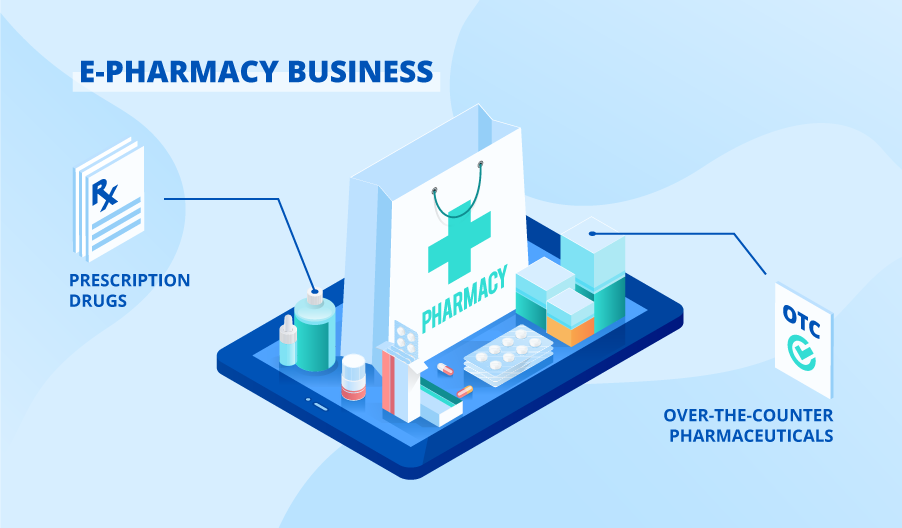 E-PHARMACY BUSINESS
Rx
PRESCRIPTION
DRUGS
PHARMACY
OTC
OVER-THE-COUNTER
PHARMACEUTICALS